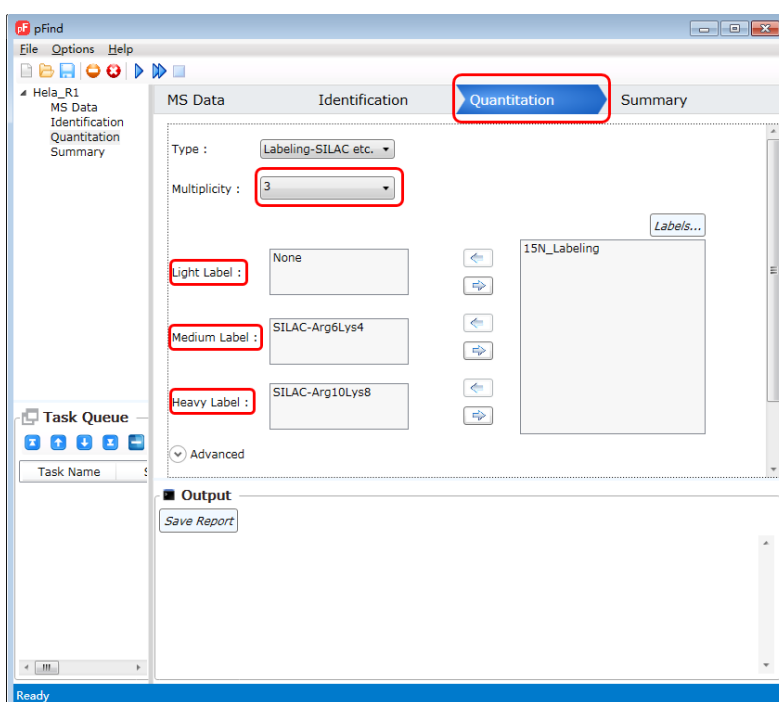 pF pFind
File Options Help
Hela_R1
MS Data
Identification
Quantitation
Summary
MS Data Identification Quantitation Summary
Type : Labeling-SILAC etc.
Multiplicity : 3
Labels...
Light Label : None
15N_Labeling
Medium Label : SILAC-Arg6Lys4
Heavy Label : SILAC-Arg10Lys8
Advanced
Task Queue
Task Name S
Output
Save Report
Ready